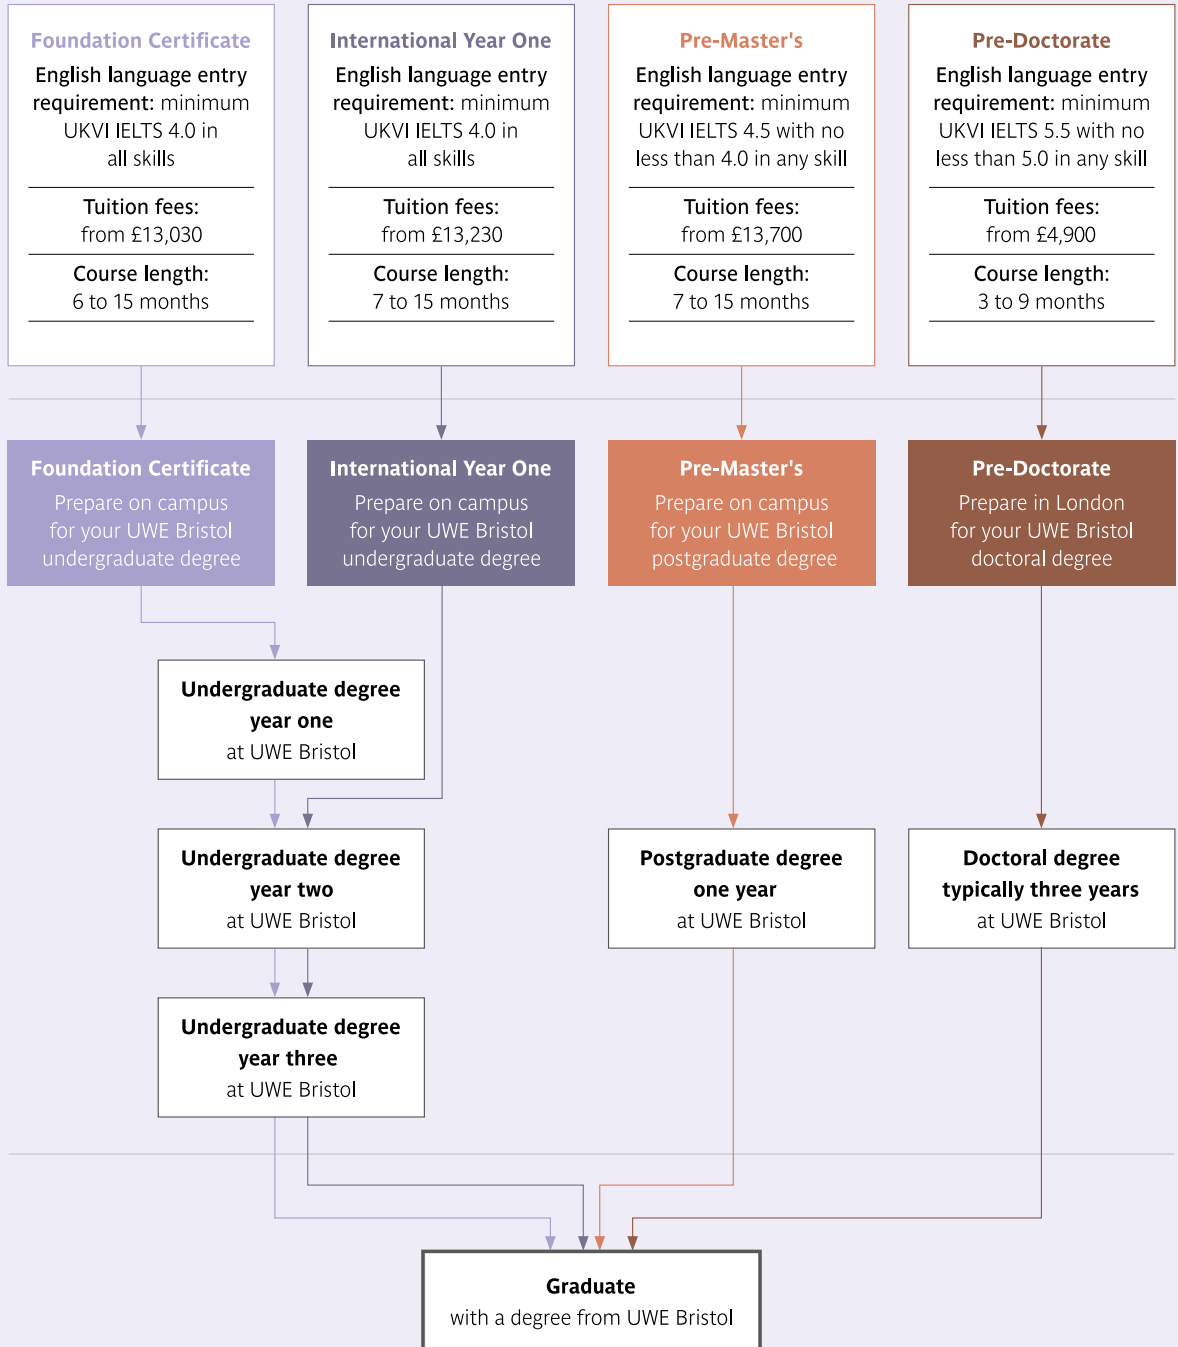 Foundation Certificate
English language entry
requirement: minimum
UKVI IELTS 4.0 in
all skills
Tuition fees:
from £13,030
Course length:
6 to 15 months
International Year One
English language entry
requirement: minimum
UKVI IELTS 4.0 in
all skills
Tuition fees:
from £13,230
Course length:
7 to 15 months
Pre-Master's
English language entry
requirement: minimum
UKVI IELTS 4.5 with no
less than 4.0 in any skill
Tuition fees:
from £13,700
Course length:
7 to 15 months
Pre-Doctorate
English language entry
requirement: minimum
UKVI IELTS 5.5 with no
less than 5.0 in any skill
Tuition fees:
from £4,900
Course length:
3 to 9 months
Foundation Certificate
Prepare on campus
for your UWE Bristol
undergraduate degree
International Year One
Prepare on campus
for your UWE Bristol
undergraduate degree
Pre-Master's
Prepare on campus
for your UWE Bristol
postgraduate degree
Pre-Doctorate
Prepare in London
for your UWE Bristol
doctoral degree
Undergraduate degree
year one
at UWE Bristol
Undergraduate degree
year two
at UWE Bristol
Postgraduate degree
one year
at UWE Bristol
Doctoral degree
typically three years
at UWE Bristol
Undergraduate degree
year three
at UWE Bristol
Graduate
with a degree from UWE Bristol